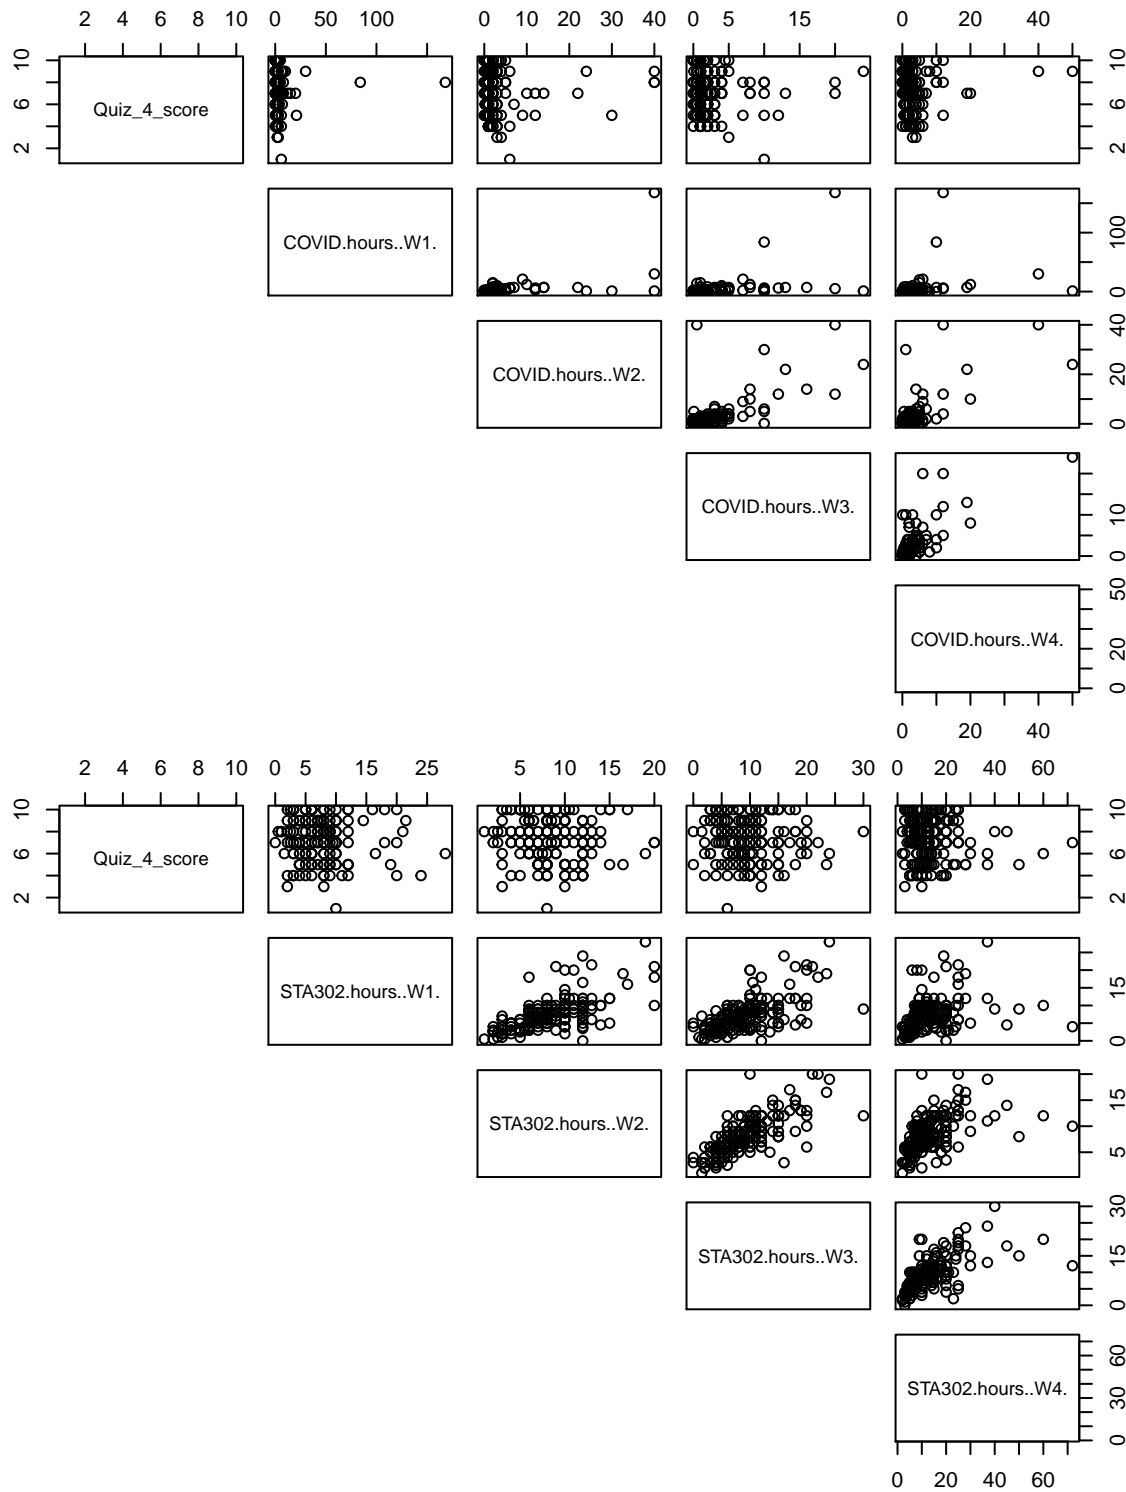 2 4 6 8 10 0 50 100 0 10 20 30 40 0 5 15 0 20 40
2 6 10 Quiz_4_score 2 6 10
COVID.hours..W1. 0 100
COVID.hours..W2. 0 20 40
COVID.hours..W3. 0 10
COVID.hours..W4. 0 20 50
0 20 40
2 4 6 8 10 0 5 15 25 5 10 15 20 0 10 20 30 0 20 40 60
2 6 10 Quiz_4_score 2 6 10
STA302.hours..W1. 0 15
STA302.hours..W2. 5 15
STA302.hours..W3. 0 15 30
STA302.hours..W4. 0 30 60
0 20 40 60